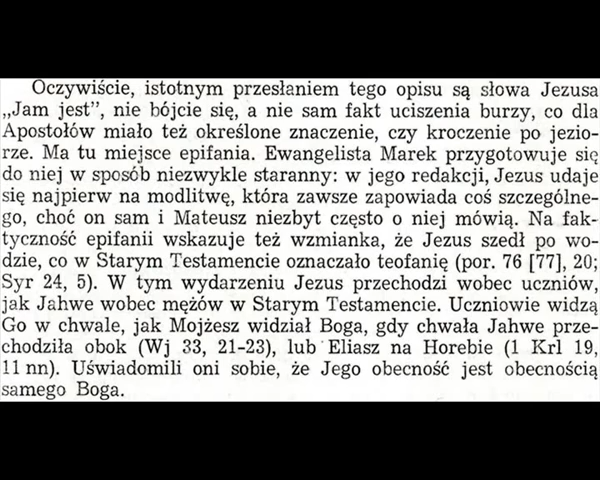 Oczywiście, istotnym przesłaniem tego opisu są słowa Jezusa
„Jam jest”, nie bójcie się, a nie sam fakt uciszenia burzy, co dla
Apostołów miało też określone znaczenie, czy kroczenie po jezio-
rze. Ma tu miejsce epifania. Ewangelista Marek przygotowuje się
do niej w sposób niezwykle staranny: w jego redakcji, Jezus udaje
się najpierw na modlitwę, która zawsze zapowiada coś szczególne-
go, choć on sam i Mateusz niezbyt często o niej mówią. Na fak-
tyczność epifanii wskazuje też wzmianka, że Jezus szedł po wo-
dzie, co w Starym Testamencie oznaczało teofanię (por. 76 [77], 20;
Syr 24, 5). W tym wydarzeniu Jezus przechodzi wobec uczniów,
jak Jahwe wobec mężów w Starym Testamencie. Uczniowie widzą
Go w chwale, jak Mojżesz widział Boga, gdy chwała Jahwe prze-
chodziła obok (Wj 33, 21-23), lub Eliasz na Horebie (1 Krl 19,
11 nn). Uświadomili oni sobie, że Jego obecność jest obecnością
samego Boga.